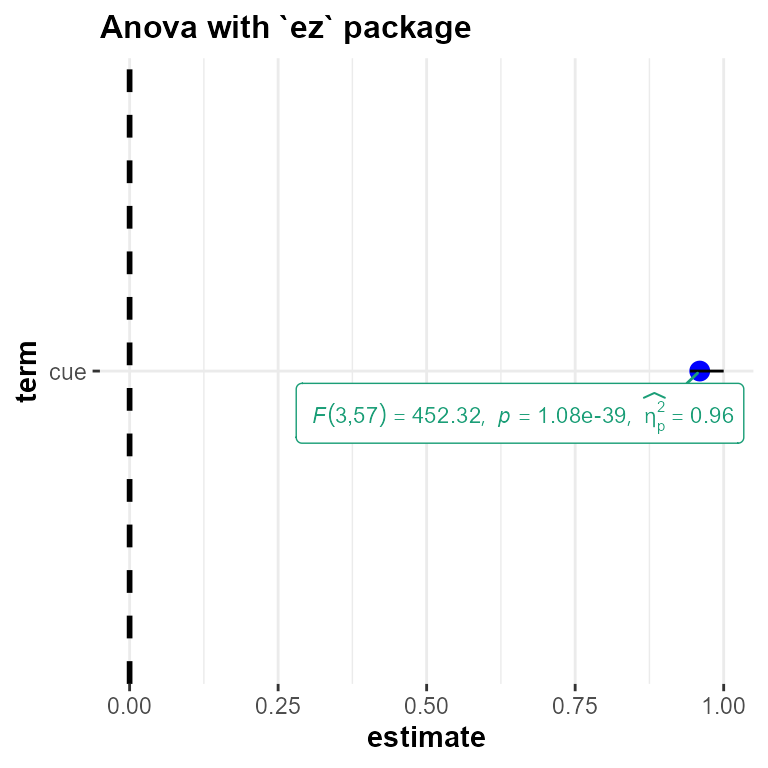 Anova with `ez` package
term
cue
F(3,57) = 452.32, p = 1.08e-39, η̂²ₚ = 0.96
0.00 0.25 0.50 0.75 1.00
estimate